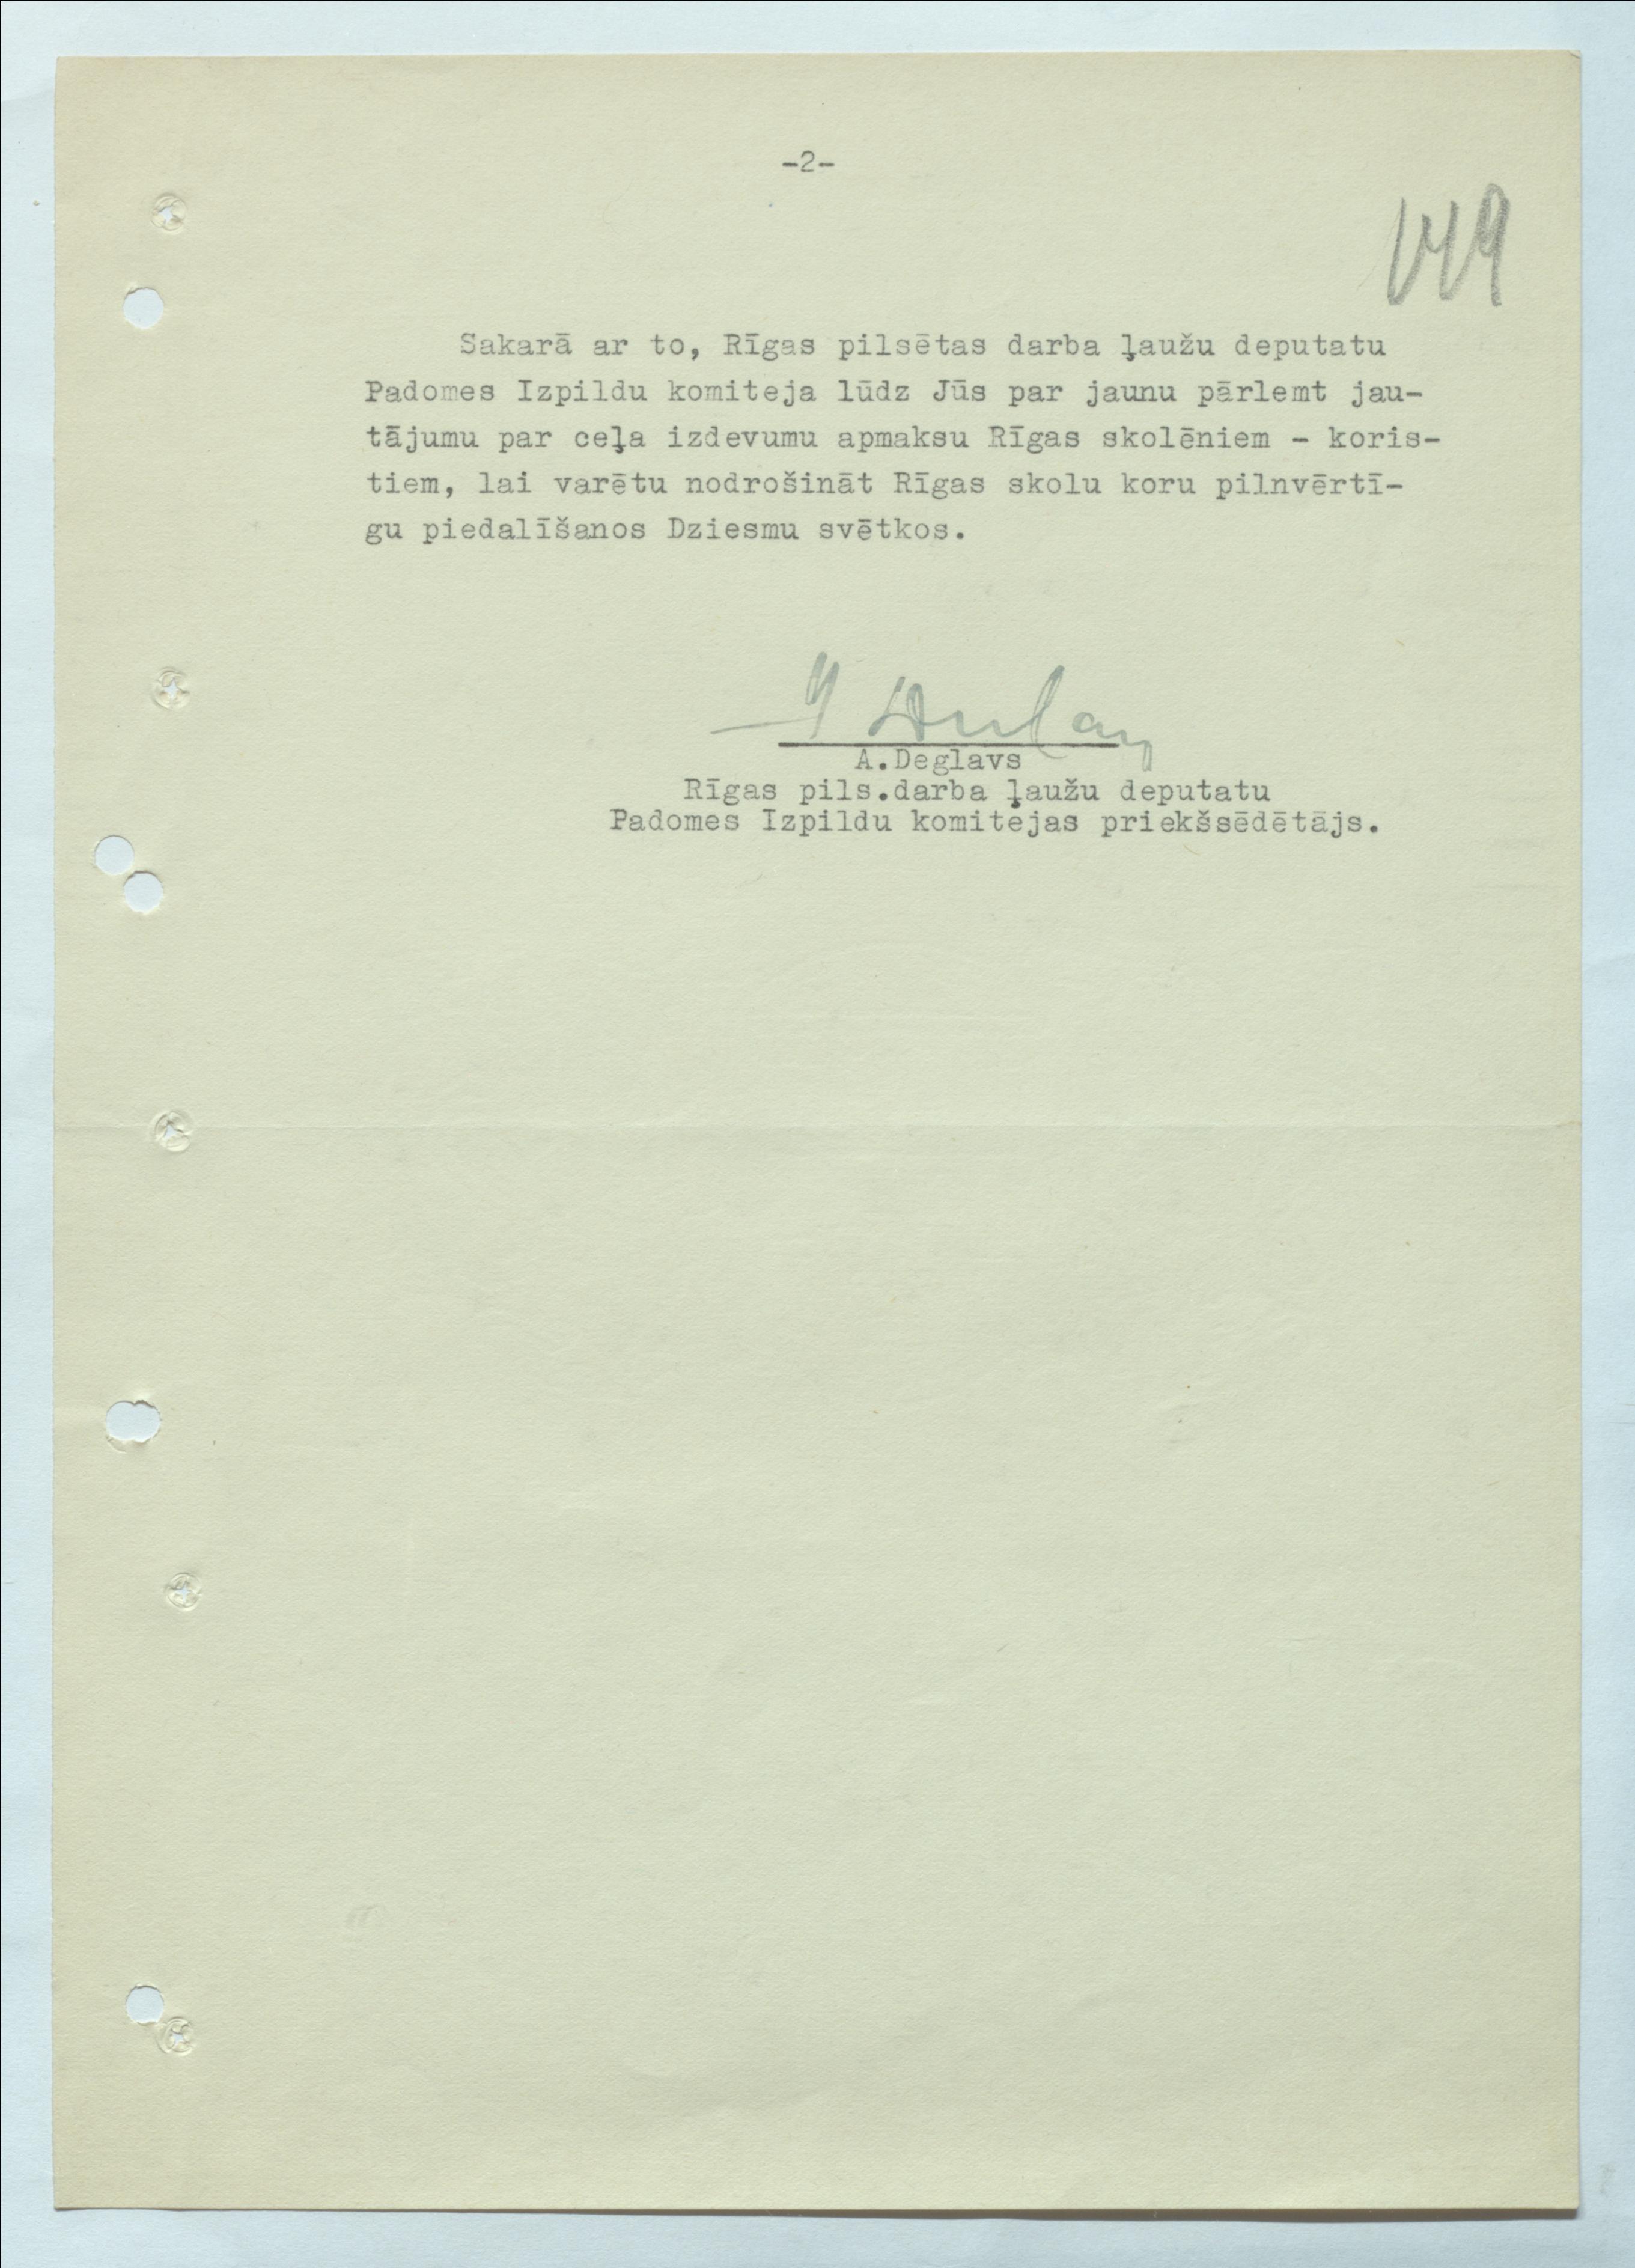 -2-
149
Sakarā ar to, Rīgas pilsētas darba ļaužu deputatu
Padomes Izpildu komiteja lūdz Jūs par jaunu pārlemt jau-
tājumu par ceļa izdevumu apmaksu Rīgas skolēniem - koris-
tiem, lai varētu nodrošināt Rīgas skolu koru pilnvērtī-
gu piedalīšanos Dziesmu svētkos.
A.Deglavs
Rīgas pils.darba ļaužu deputatu
Padomes Izpildu komitejas priekšsēdētājs.